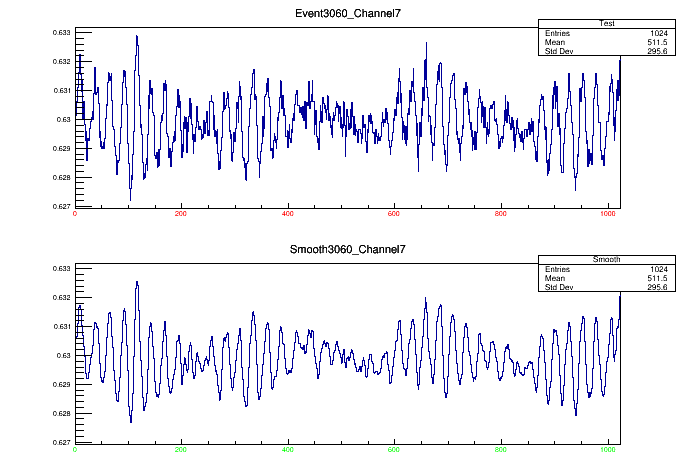 Event3060_Channel7
Test
Entries 1024
Mean 511.5
Std Dev 295.6
0.633
0.632
0.631
0.63
0.629
0.628
0.627
0 200 400 600 800 1000
Smooth3060_Channel7
Smooth
Entries 1024
Mean 511.5
Std Dev 295.6
0.633
0.632
0.631
0.63
0.629
0.628
0.627
0 200 400 600 800 1000